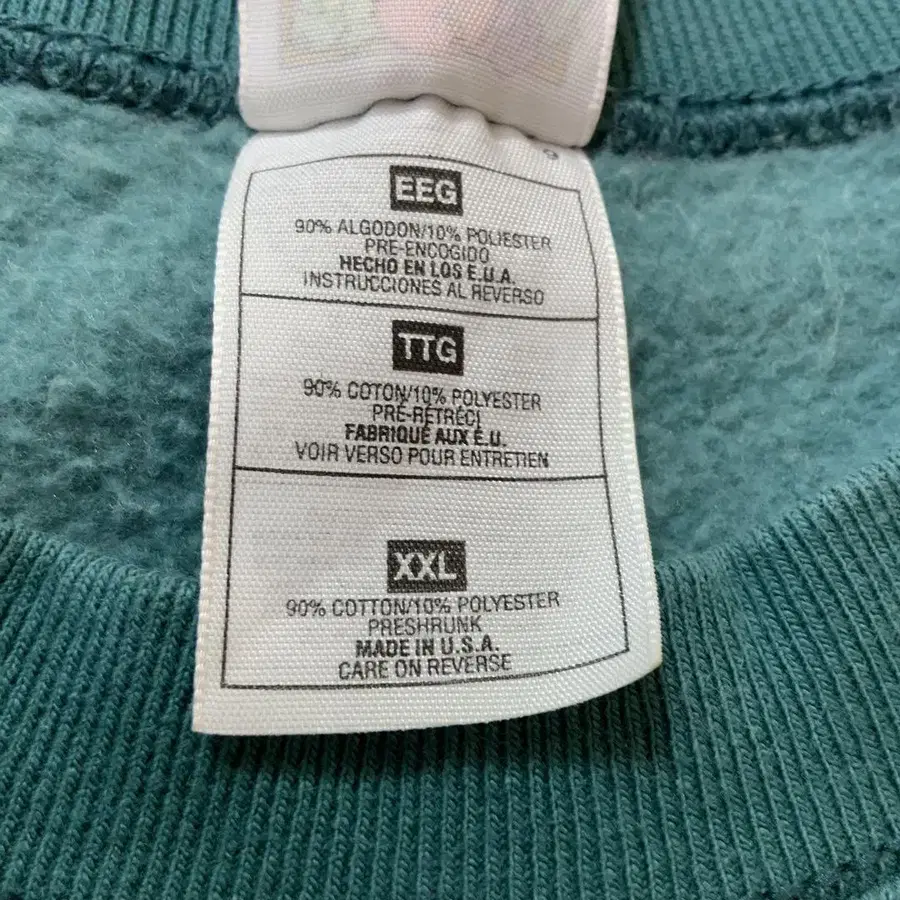 EEG
90% ALGODON/10% POLIESTER
PRE-ENCOGIDO
HECHO EN LOS E.U.A.
INSTRUCCIONES AL REVERSO
TTG
90% COTON/10% POLYESTER
PRÉ-RÉTRÉCI
FABRIQUÉ AUX É.U.
VOIR VERSO POUR ENTRETIEN
XXL
90% COTTON/10% POLYESTER
PRESHRUNK
MADE IN U.S.A.
CARE ON REVERSE